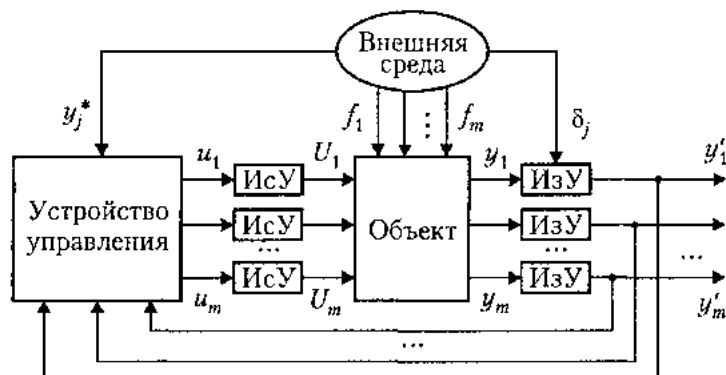 Внешняя
среда
y_j^*
f_1 ⋮ f_m
δ_j
u_1 U_1 y_1 y'_1
ИсУ ИзУ
Устройство
управления
ИсУ Объект ИзУ
... ... ...
ИсУ ИзУ
u_m U_m y_m y'_m
...